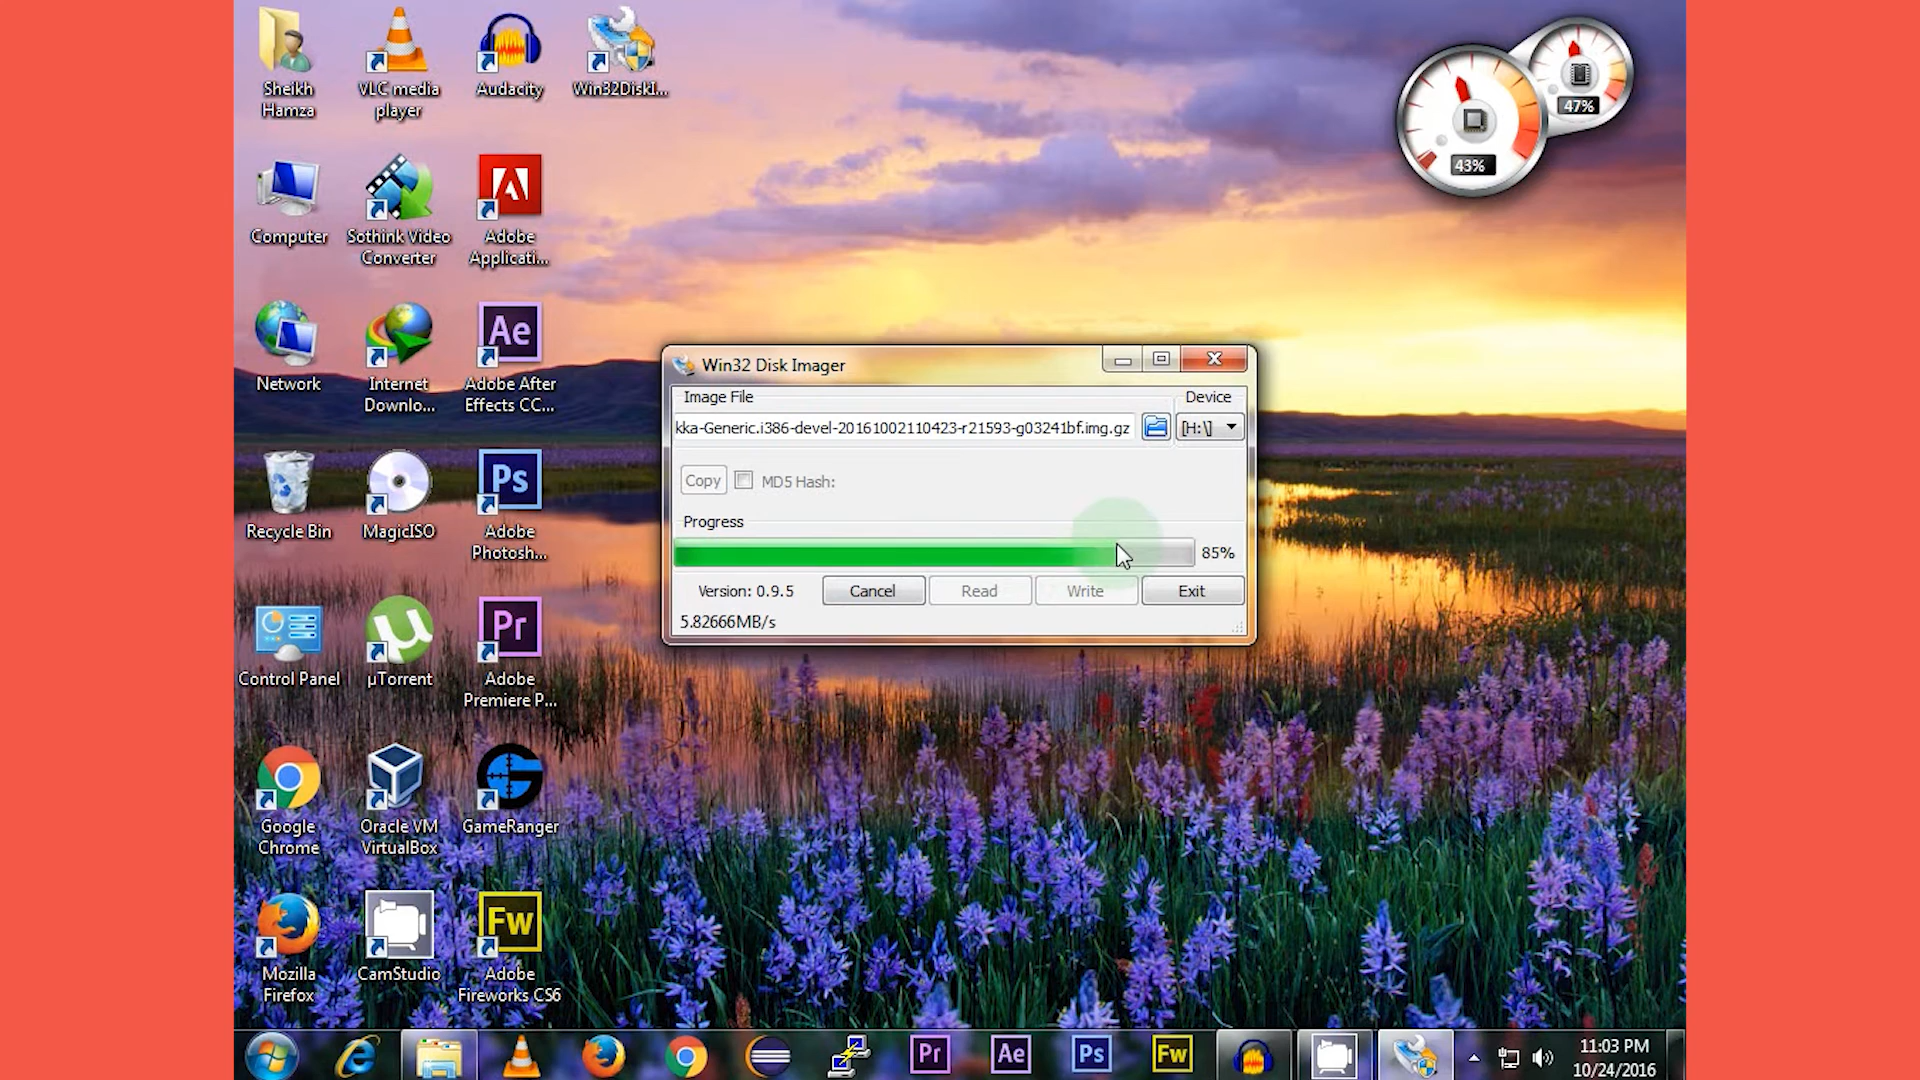 Sheikh
Hamza
VLC media
player
Audacity
Win32DiskI...
Computer
Sothink Video
Converter
Adobe
Applicati...
Network
Internet
Downlo...
Ae
Adobe After
Effects CC...
Recycle Bin
MagicISO
Ps
Adobe
Photosh...
Control Panel
µTorrent
Pr
Adobe
Premiere P...
Google
Chrome
Oracle VM
VirtualBox
GameRanger
Mozilla
Firefox
CamStudio
Fw
Adobe
Fireworks CS6
47%
43%
Win32 Disk Imager
Image File
Device
kka-Generic.i386-devel-20161002110423-r21593-g03241bf.img.gz
[H:\]
Copy
MD5 Hash:
Progress
85%
Version: 0.9.5
Cancel
Read
Write
Exit
5.82666MB/s
Pr
Ae
Ps
Fw
11:03 PM
10/24/2016